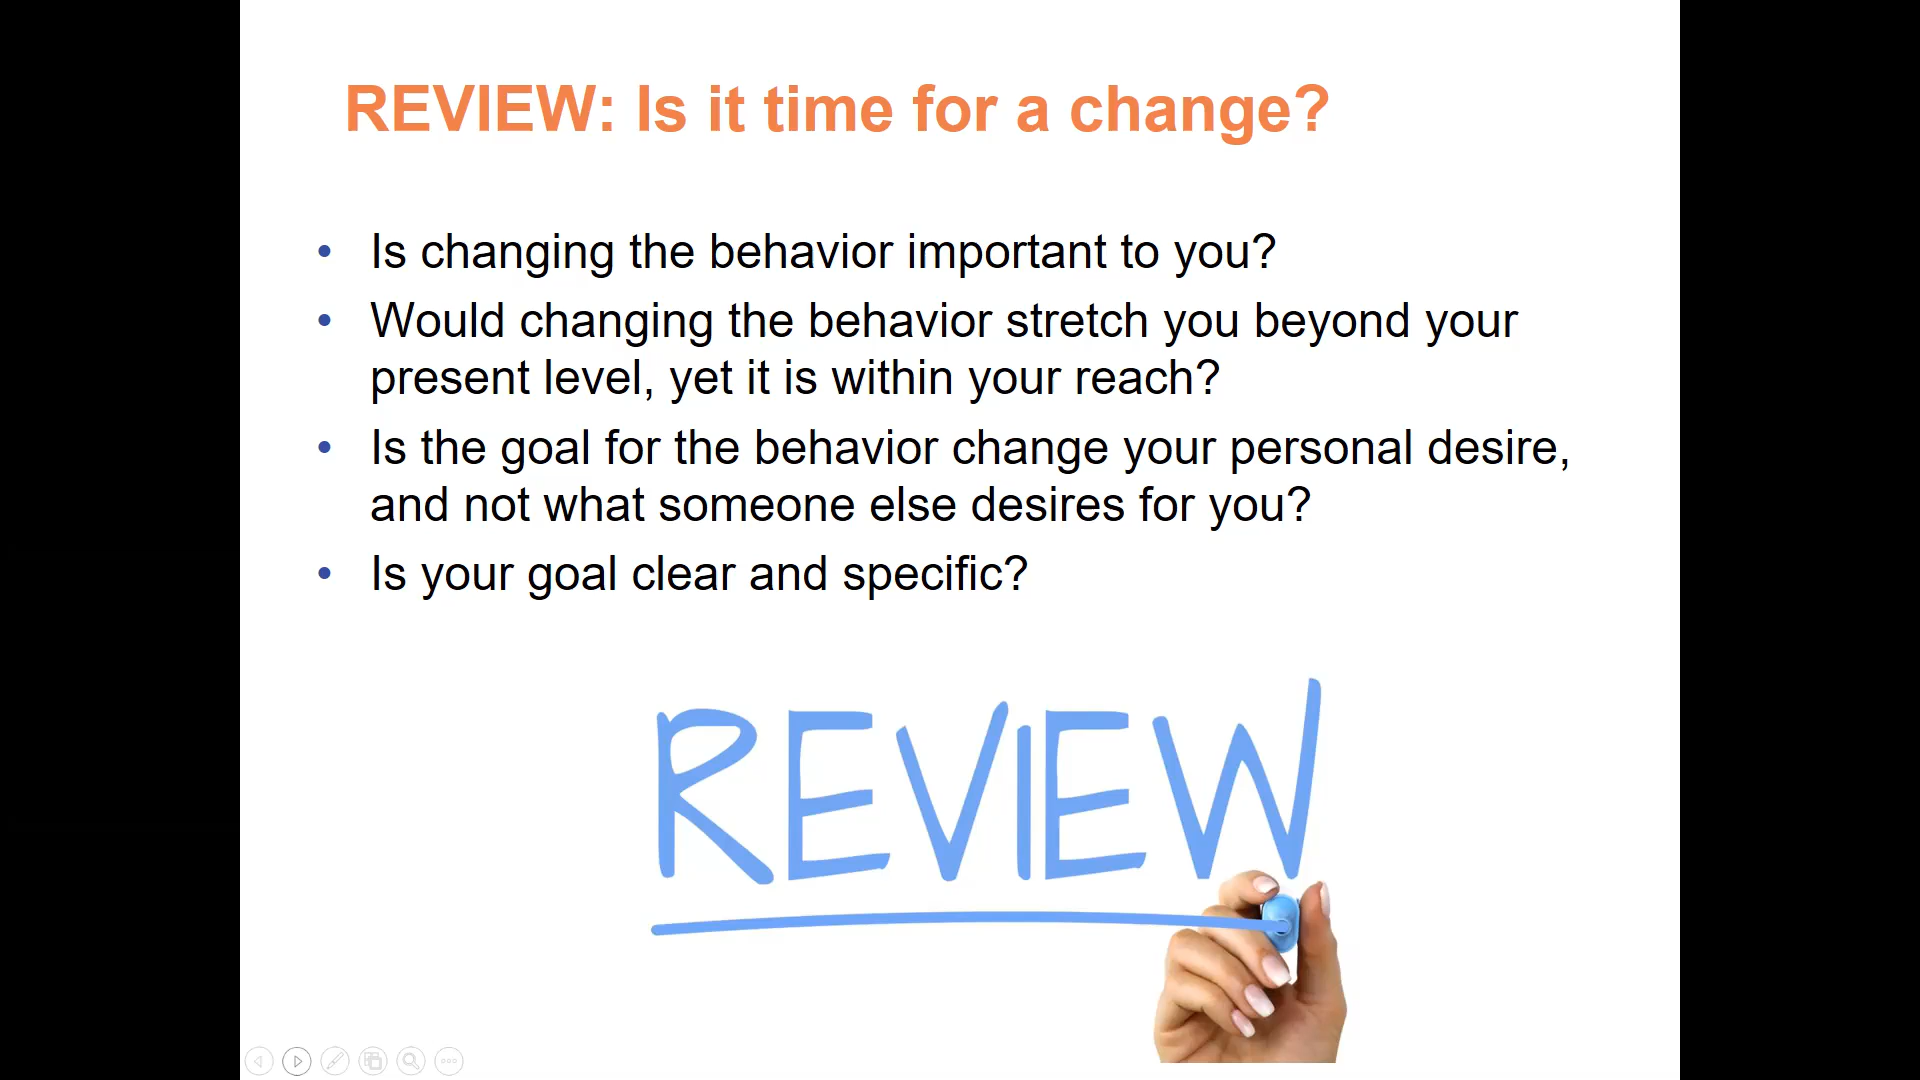 REVIEW: Is it time for a change?
• Is changing the behavior important to you?
• Would changing the behavior stretch you beyond your
present level, yet it is within your reach?
• Is the goal for the behavior change your personal desire,
and not what someone else desires for you?
• Is your goal clear and specific?
REVIEW